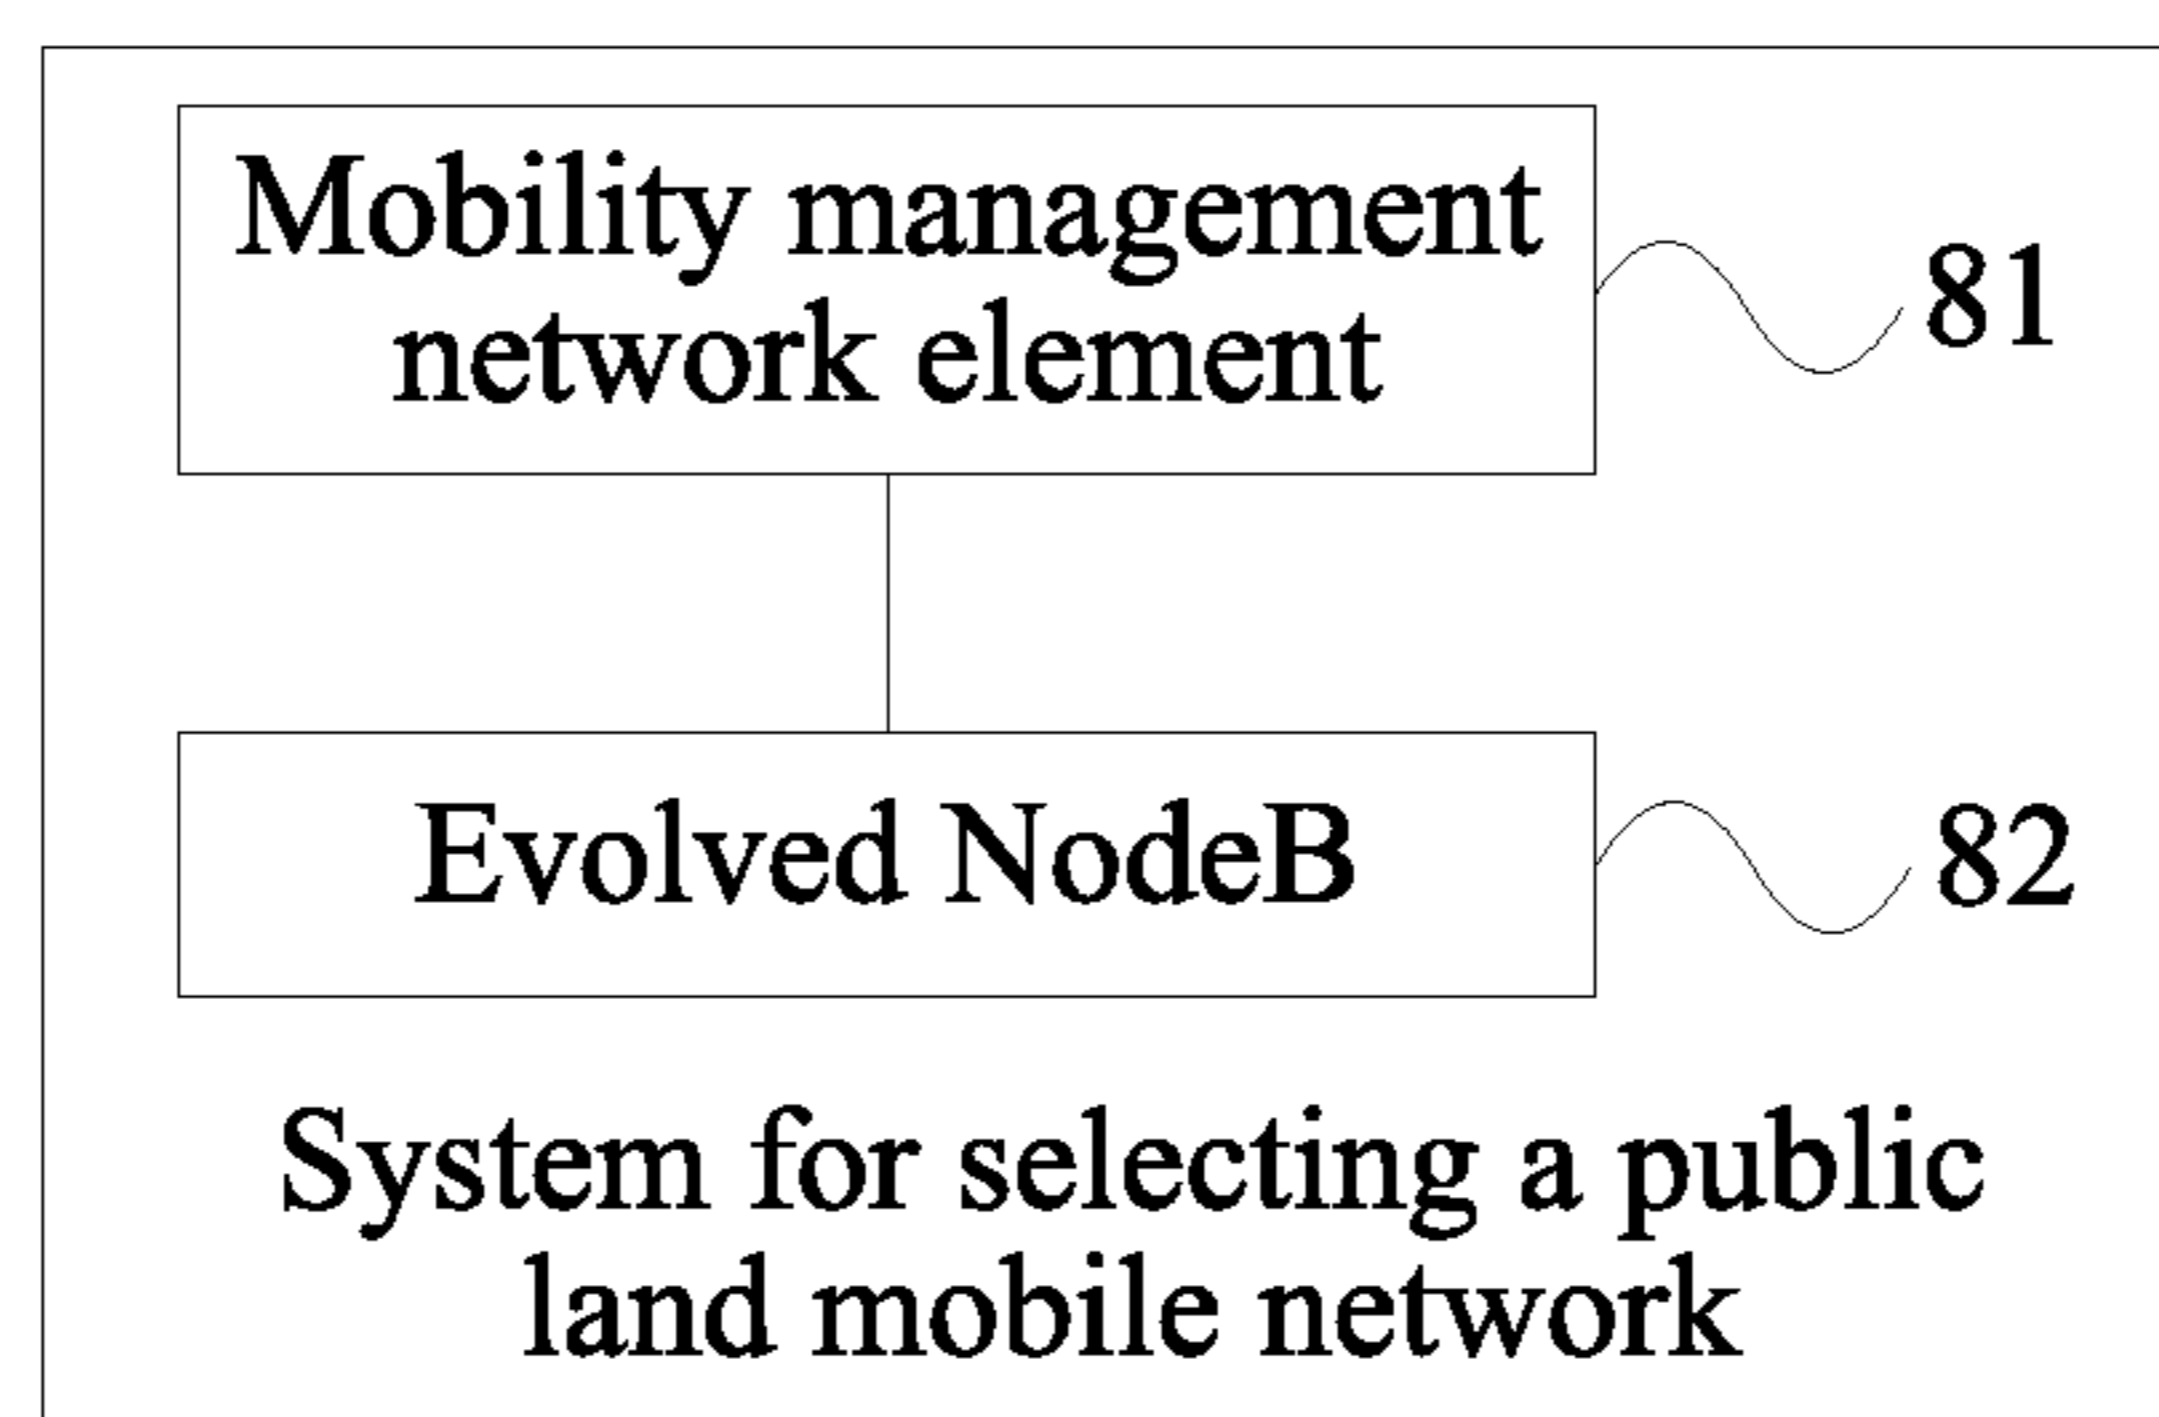 Mobility management
network element
81
Evolved NodeB
82
System for selecting a public
land mobile network